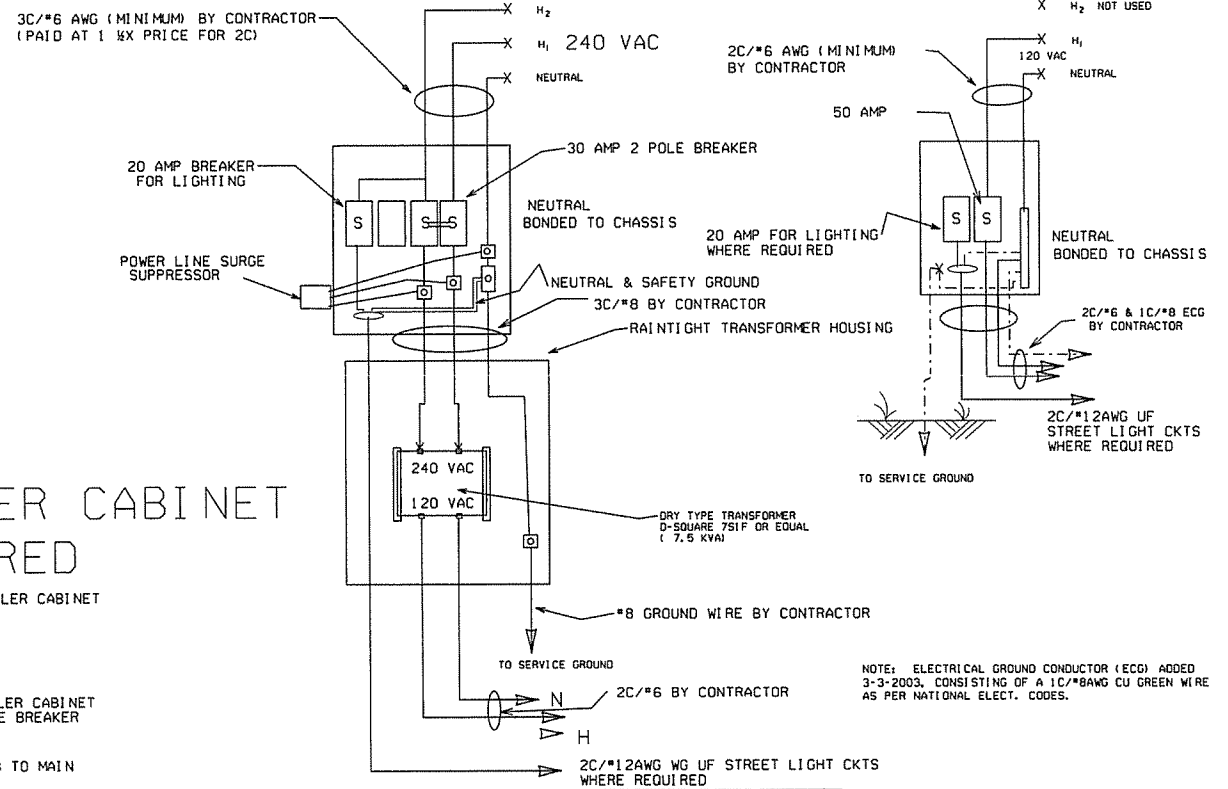 3C/#6 AWG (MINIMUM) BY CONTRACTOR
(PAID AT 1 ½X PRICE FOR 2C)
H2
H1 240 VAC
NEUTRAL
20 AMP BREAKER
FOR LIGHTING
30 AMP 2 POLE BREAKER
S
S
S
NEUTRAL
BONDED TO CHASSIS
POWER LINE SURGE
SUPPRESSOR
NEUTRAL & SAFETY GROUND
3C/#8 BY CONTRACTOR
RAINTIGHT TRANSFORMER HOUSING
240 VAC
120 VAC
DRY TYPE TRANSFORMER
D-SQUARE 7S1F OR EQUAL
( 7.5 KVA)
#8 GROUND WIRE BY CONTRACTOR
TO SERVICE GROUND
N
2C/#6 BY CONTRACTOR
H
2C/#12AWG WG UF STREET LIGHT CKTS
WHERE REQUIRED
H2 NOT USED
H1
120 VAC
NEUTRAL
2C/#6 AWG (MINIMUM)
BY CONTRACTOR
50 AMP
S
S
20 AMP FOR LIGHTING
WHERE REQUIRED
NEUTRAL
BONDED TO CHASSIS
2C/#6 & 1C/#8 ECG
BY CONTRACTOR
2C/#12AWG UF
STREET LIGHT CKTS
WHERE REQUIRED
TO SERVICE GROUND
NOTE: ELECTRICAL GROUND CONDUCTOR (ECG) ADDED
3-3-2003, CONSISTING OF A 1C/#8AWG CU GREEN WIRE
AS PER NATIONAL ELECT. CODES.
ER CABINET
RED
LER CABINET
LER CABINET
E BREAKER
TO MAIN